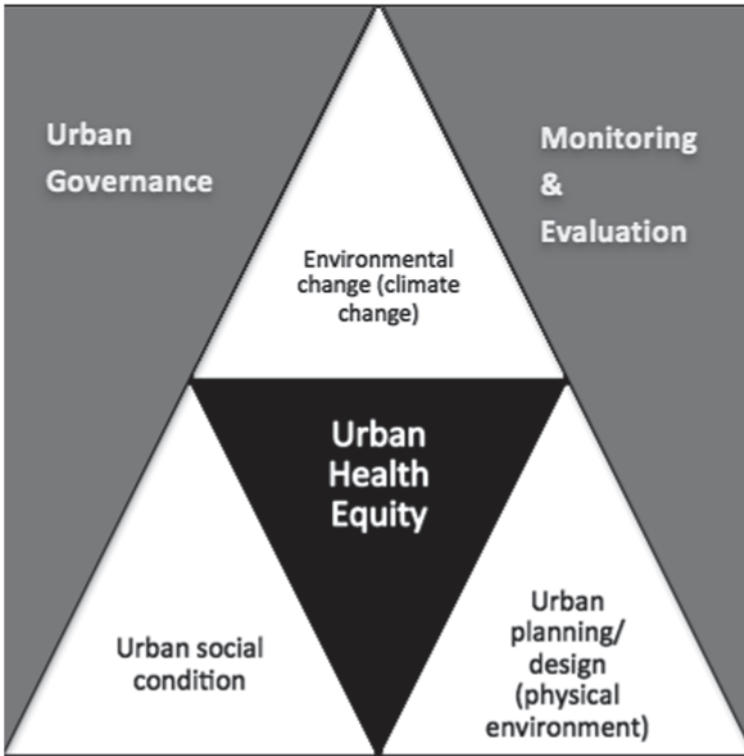 Urban
Governance
Monitoring
&
Evaluation
Environmental
change (climate
change)
Urban
Health
Equity
Urban social
condition
Urban
planning/
design
(physical
environment)